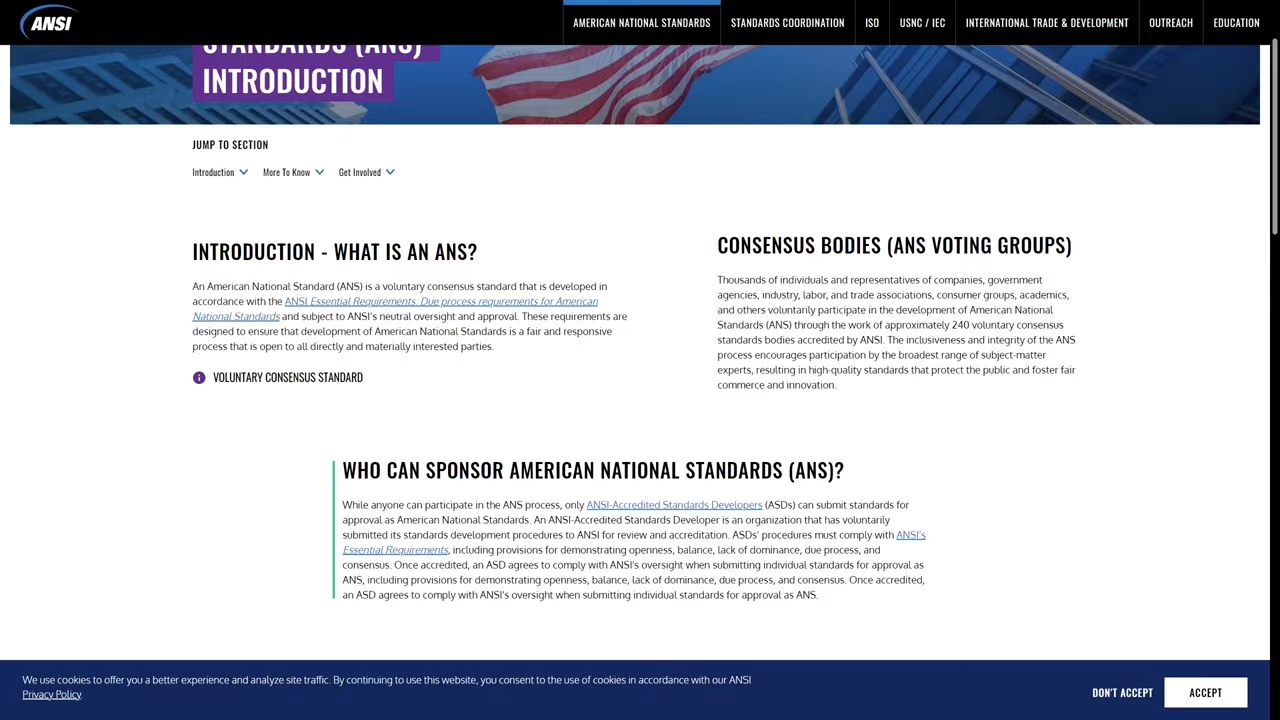 ANSI
AMERICAN NATIONAL STANDARDS
STANDARDS COORDINATION
ISO
USNC / IEC
INTERNATIONAL TRADE & DEVELOPMENT
OUTREACH
EDUCATION
STANDARDS (ANS)
INTRODUCTION
JUMP TO SECTION
Introduction
More To Know
Get Involved
INTRODUCTION - WHAT IS AN ANS?
An American National Standard (ANS) is a voluntary consensus standard that is developed in
accordance with the ANSI Essential Requirements: Due process requirements for American
National Standards and subject to ANSI's neutral oversight and approval. These requirements are
designed to ensure that development of American National Standards is a fair and responsive
process that is open to all directly and materially interested parties.
VOLUNTARY CONSENSUS STANDARD
CONSENSUS BODIES (ANS VOTING GROUPS)
Thousands of individuals and representatives of companies, government
agencies, industry, labor, and trade associations, consumer groups, academics,
and others voluntarily participate in the development of American National
Standards (ANS) through the work of approximately 240 voluntary consensus
standards bodies accredited by ANSI. The inclusiveness and integrity of the ANS
process encourages participation by the broadest range of subject-matter
experts, resulting in high-quality standards that protect the public and foster fair
commerce and innovation.
WHO CAN SPONSOR AMERICAN NATIONAL STANDARDS (ANS)?
While anyone can participate in the ANS process, only ANSI-Accredited Standards Developers (ASDs) can submit standards for
approval as American National Standards. An ANSI-Accredited Standards Developer is an organization that has voluntarily
submitted its standards development procedures to ANSI for review and accreditation. ASDs' procedures must comply with ANSI's
Essential Requirements, including provisions for demonstrating openness, balance, lack of dominance, due process, and
consensus. Once accredited, an ASD agrees to comply with ANSI's oversight when submitting individual standards for approval as
ANS, including provisions for demonstrating openness, balance, lack of dominance, due process, and consensus. Once accredited,
an ASD agrees to comply with ANSI's oversight when submitting individual standards for approval as ANS.
We use cookies to offer you a better experience and analyze site traffic. By continuing to use this website, you consent to the use of cookies in accordance with our ANSI
Privacy Policy.
DON'T ACCEPT
ACCEPT